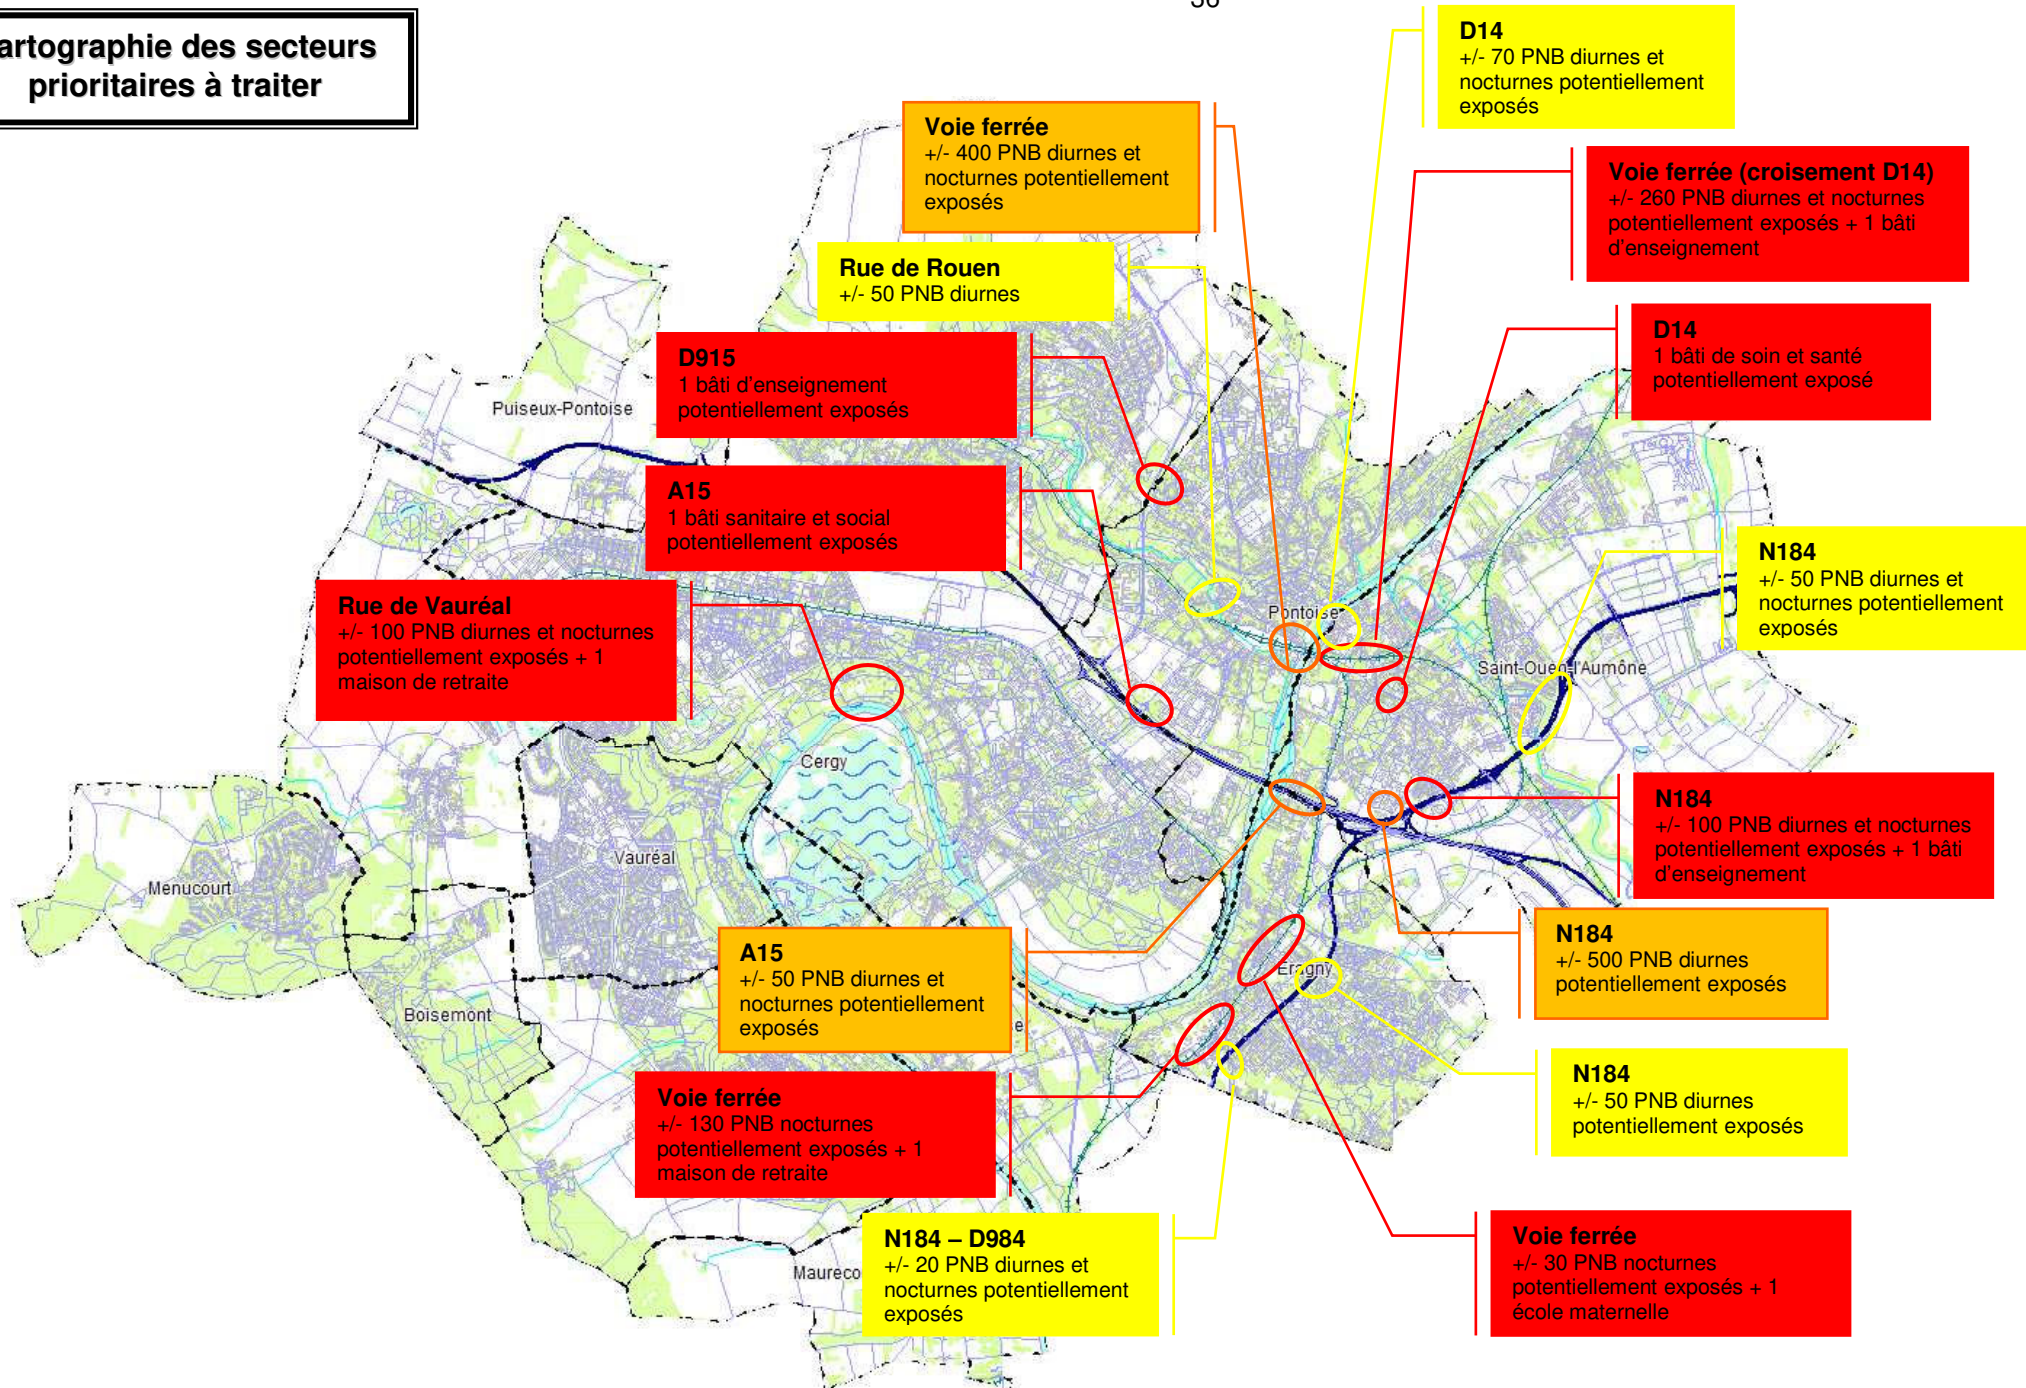 artographie des secteurs
prioritaires à traiter
D14
+/- 70 PNB diurnes et
nocturnes potentiellement
exposés
Voie ferrée
+/- 400 PNB diurnes et
nocturnes potentiellement
exposés
Voie ferrée (croisement D14)
+/- 260 PNB diurnes et nocturnes
potentiellement exposés + 1 bâti
d'enseignement
Rue de Rouen
+/- 50 PNB diurnes
D14
1 bâti de soin et santé
potentiellement exposé
D915
1 bâti d'enseignement
potentiellement exposés
Puiseux-Pontoise
A15
1 bâti sanitaire et social
potentiellement exposés
N184
+/- 50 PNB diurnes et
nocturnes potentiellement
exposés
Rue de Vauréal
+/- 100 PNB diurnes et nocturnes
potentiellement exposés + 1
maison de retraite
Pontoise
Saint-Ouen-l'Aumône
Cergy
N184
+/- 100 PNB diurnes et nocturnes
potentiellement exposés + 1 bâti
d'enseignement
Vauréal
Menucourt
N184
+/- 500 PNB diurnes
potentiellement exposés
A15
+/- 50 PNB diurnes et
nocturnes potentiellement
exposés
Eragny
Boisemont
N184
+/- 50 PNB diurnes
potentiellement exposés
Voie ferrée
+/- 130 PNB nocturnes
potentiellement exposés + 1
maison de retraite
N184 – D984
+/- 20 PNB diurnes et
nocturnes potentiellement
exposés
Maureco
Voie ferrée
+/- 30 PNB nocturnes
potentiellement exposés + 1
école maternelle